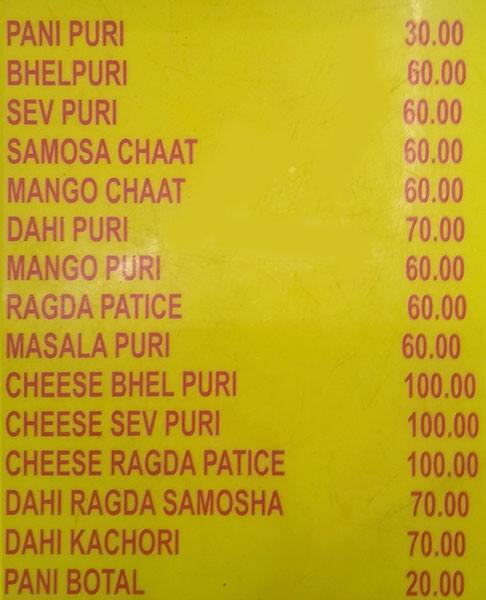 PANI PURI 30.00
BHELPURI 60.00
SEV PURI 60.00
SAMOSA CHAAT 60.00
MANGO CHAAT 60.00
DAHI PURI 70.00
MANGO PURI 60.00
RAGDA PATICE 60.00
MASALA PURI 60.00
CHEESE BHEL PURI 100.00
CHEESE SEV PURI 100.00
CHEESE RAGDA PATICE 100.00
DAHI RAGDA SAMOSHA 70.00
DAHI KACHORI 70.00
PANI BOTAL 20.00